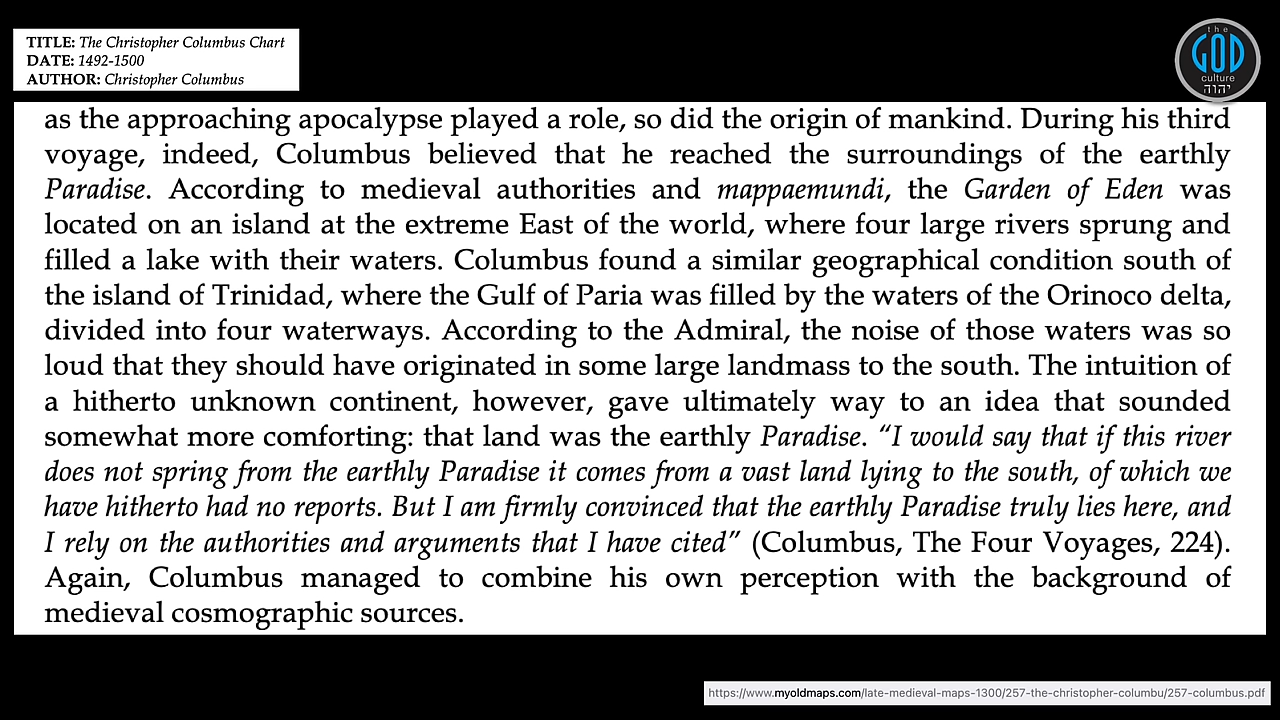 TITLE: The Christopher Columbus Chart
DATE: 1492-1500
AUTHOR: Christopher Columbus
the
GOD
culture
יהוה
as the approaching apocalypse played a role, so did the origin of mankind. During his third
voyage, indeed, Columbus believed that he reached the surroundings of the earthly
Paradise. According to medieval authorities and mappaemundi, the Garden of Eden was
located on an island at the extreme East of the world, where four large rivers sprung and
filled a lake with their waters. Columbus found a similar geographical condition south of
the island of Trinidad, where the Gulf of Paria was filled by the waters of the Orinoco delta,
divided into four waterways. According to the Admiral, the noise of those waters was so
loud that they should have originated in some large landmass to the south. The intuition of
a hitherto unknown continent, however, gave ultimately way to an idea that sounded
somewhat more comforting: that land was the earthly Paradise. “I would say that if this river
does not spring from the earthly Paradise it comes from a vast land lying to the south, of which we
have hitherto had no reports. But I am firmly convinced that the earthly Paradise truly lies here, and
I rely on the authorities and arguments that I have cited” (Columbus, The Four Voyages, 224).
Again, Columbus managed to combine his own perception with the background of
medieval cosmographic sources.
https://www.myoldmaps.com/late-medieval-maps-1300/257-the-christopher-columbu/257-columbus.pdf